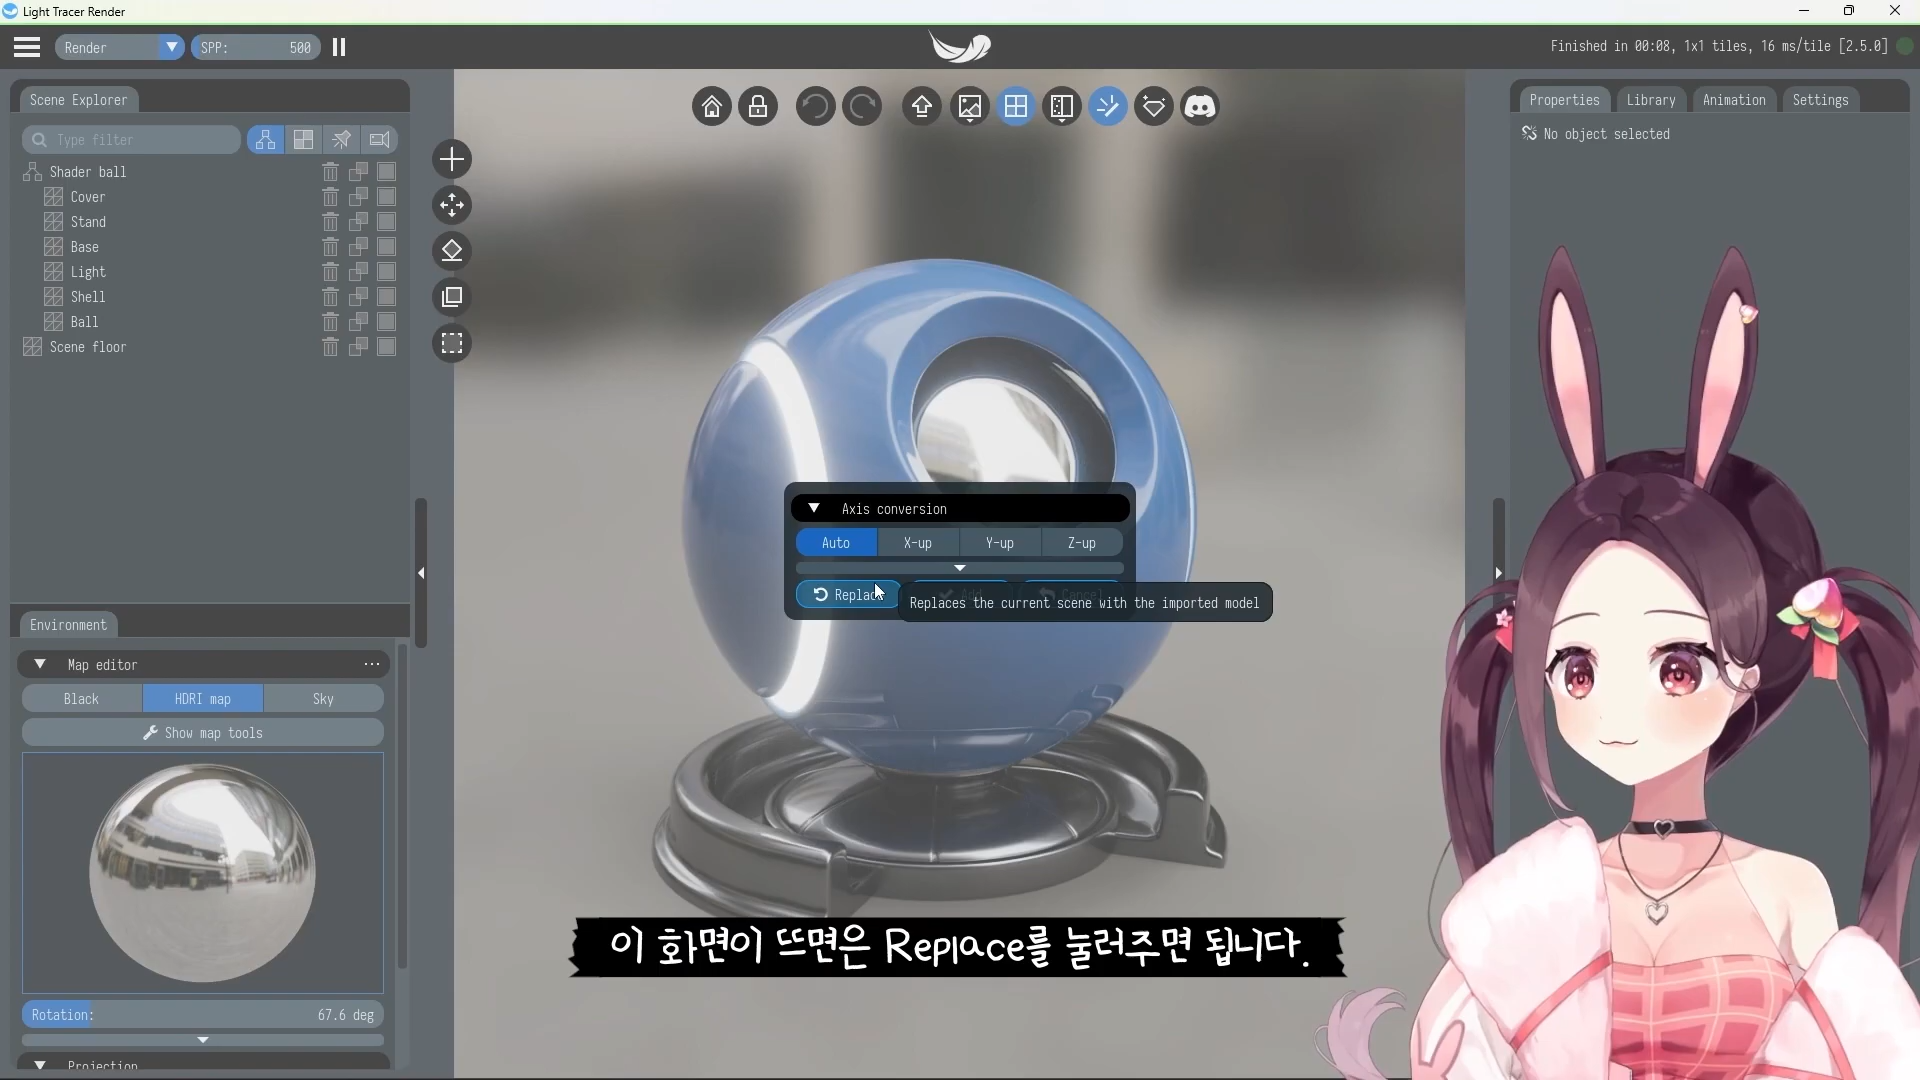 Light Tracer Render
Render
SPP: 500
Finished in 00:08, 1x1 tiles, 16 ms/tile [2.5.0]
Scene Explorer
Type filter
Shader ball
Cover
Stand
Base
Light
Shell
Ball
Scene floor
Environment
Map editor
Black HDRI map Sky
Show map tools
Rotation: 67.6 deg
Projection
Axis conversion
Auto X-up Y-up Z-up
Replace
Replaces the current scene with the imported model
이 화면이 뜨면은 Replace를 눌러주면 됩니다.
Properties Library Animation Settings
No object selected